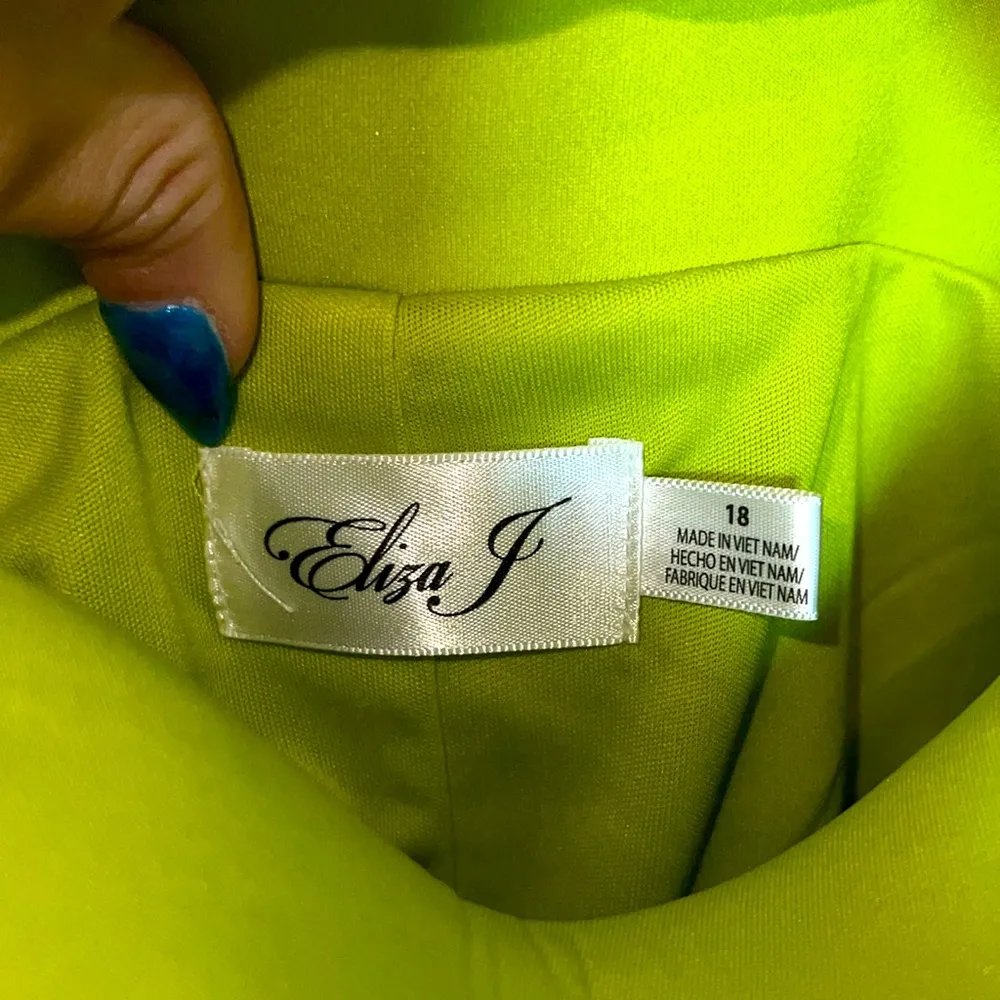 Eliza J
18
MADE IN VIET NAM/
HECHO EN VIET NAM/
FABRIQUE EN VIET NAM